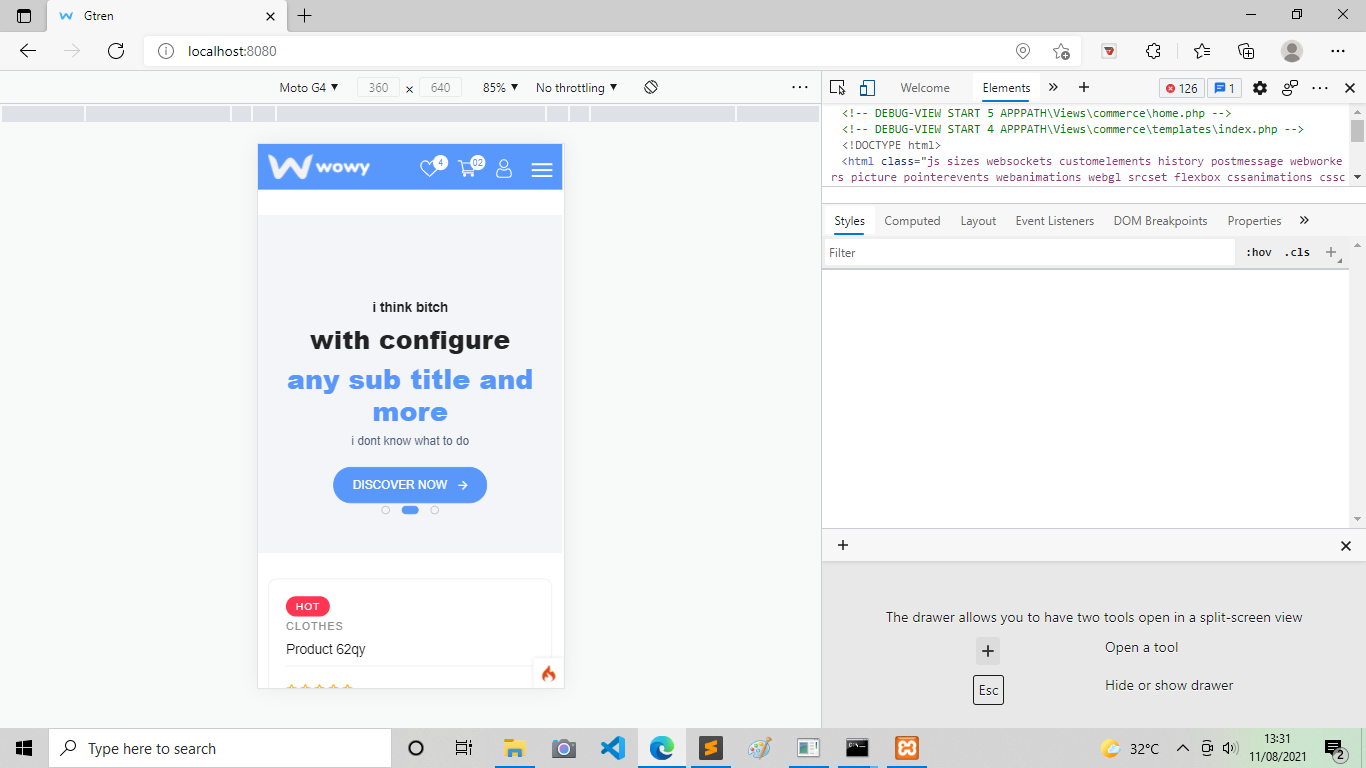 Gtren
localhost:8080
Moto G4 ▼ 360 x 640 85% ▼ No throttling ▼
Welcome Elements 126 1
<!-- DEBUG-VIEW START 5 APPPATH\Views\commerce\home.php -->
<!-- DEBUG-VIEW START 4 APPPATH\Views\commerce\templates\index.php -->
<!DOCTYPE html>
<html class="js sizes websockets customelements history postmessage webworke
rs picture pointerevents webanimations webgl srcset flexbox cssanimations cssc
Styles Computed Layout Event Listeners DOM Breakpoints Properties
Filter :hov .cls
wowy 4 02
i think bitch
with configure
any sub title and
more
i dont know what to do
DISCOVER NOW
HOT
CLOTHES
Product 62qy
The drawer allows you to have two tools open in a split-screen view
+ Open a tool
Esc Hide or show drawer
Type here to search
32°C
13:31
11/08/2021
2